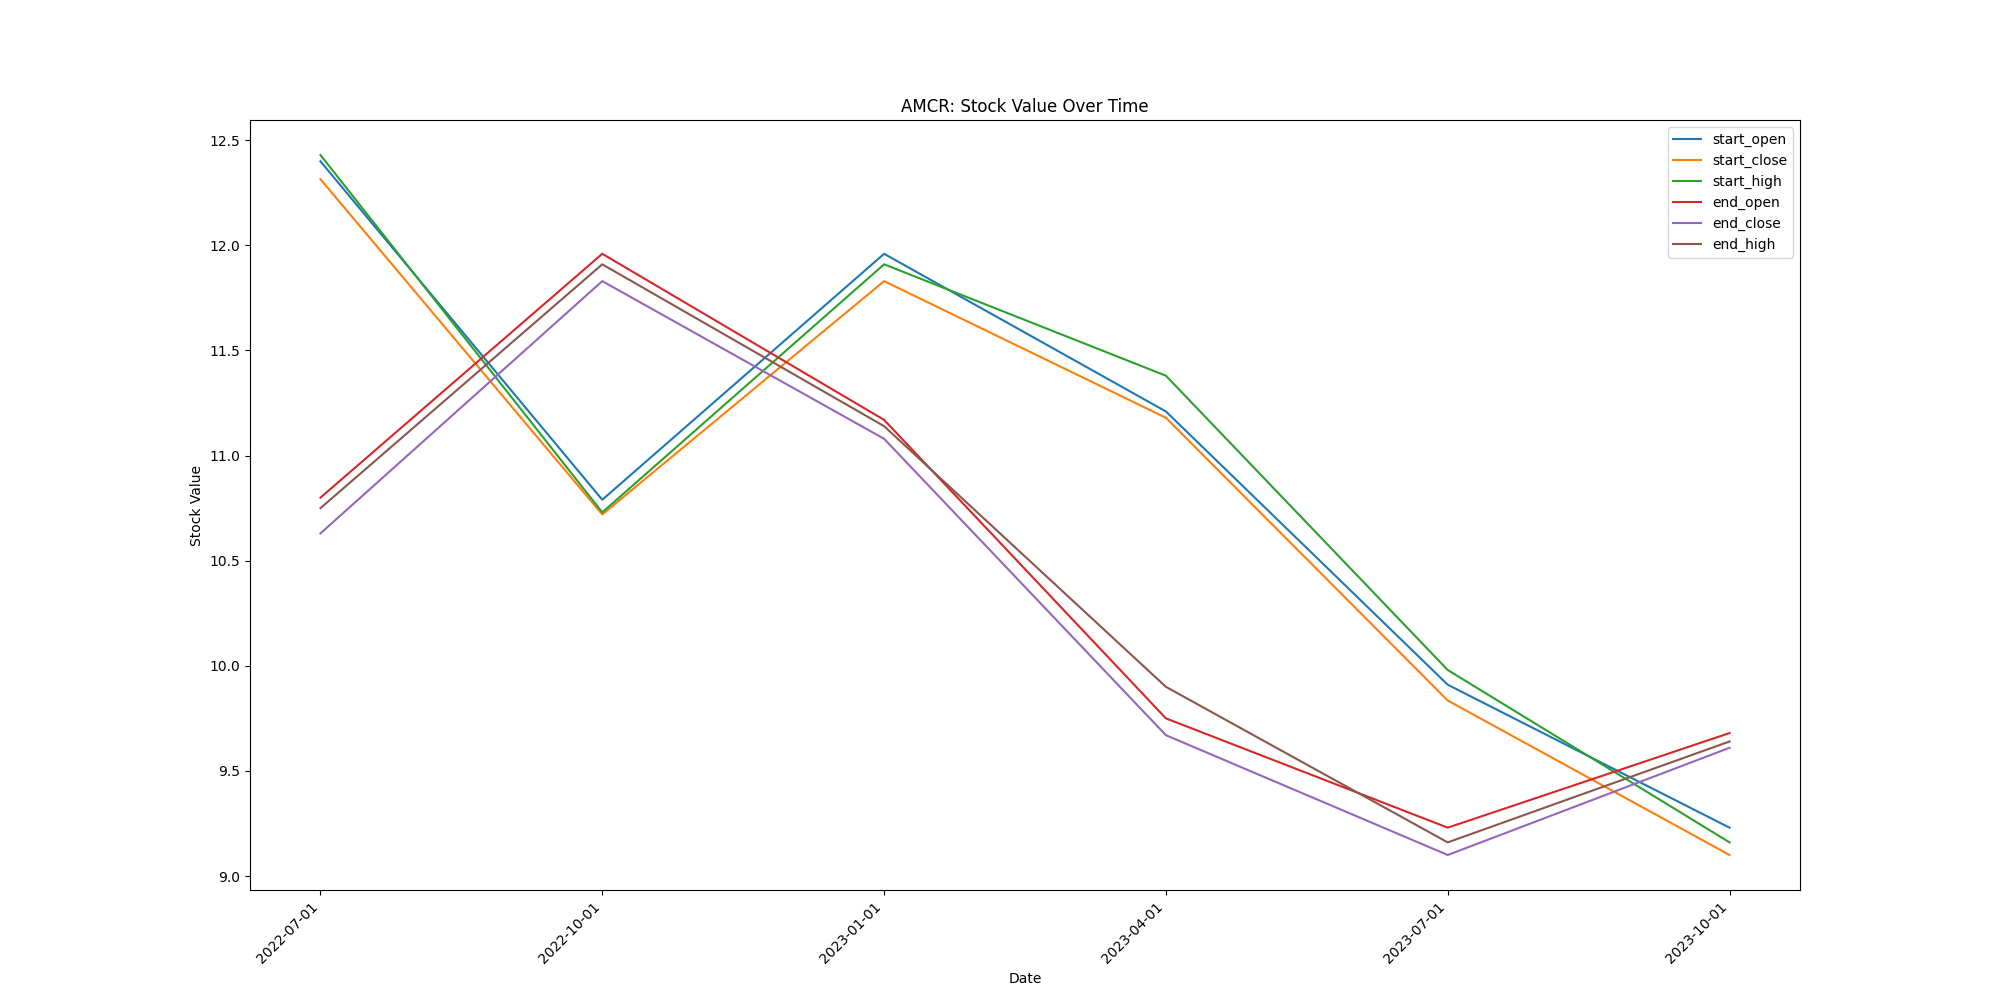 AMCR: Stock Value Over Time
12.5
12.0
11.5
11.0
10.5
10.0
9.5
9.0
Stock Value
start_open
start_close
start_high
end_open
end_close
end_high
2022-07-01
2022-10-01
2023-01-01
2023-04-01
2023-07-01
2023-10-01
Date